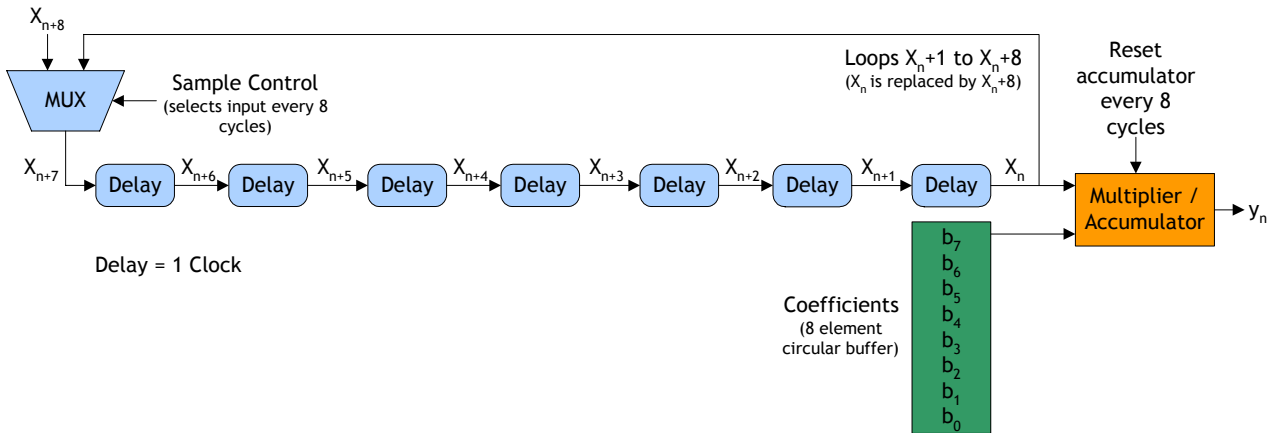 X_{n+8}
MUX
Sample Control
(selects input every 8
cycles)
Loops X_n+1 to X_n+8
(X_n is replaced by X_n+8)
Reset
accumulator
every 8
cycles
X_{n+7}
Delay
X_{n+6}
Delay
X_{n+5}
Delay
X_{n+4}
Delay
X_{n+3}
Delay
X_{n+2}
Delay
X_{n+1}
Delay
X_n
Multiplier /
Accumulator
y_n
Delay = 1 Clock
Coefficients
(8 element
circular buffer)
b_7
b_6
b_5
b_4
b_3
b_2
b_1
b_0